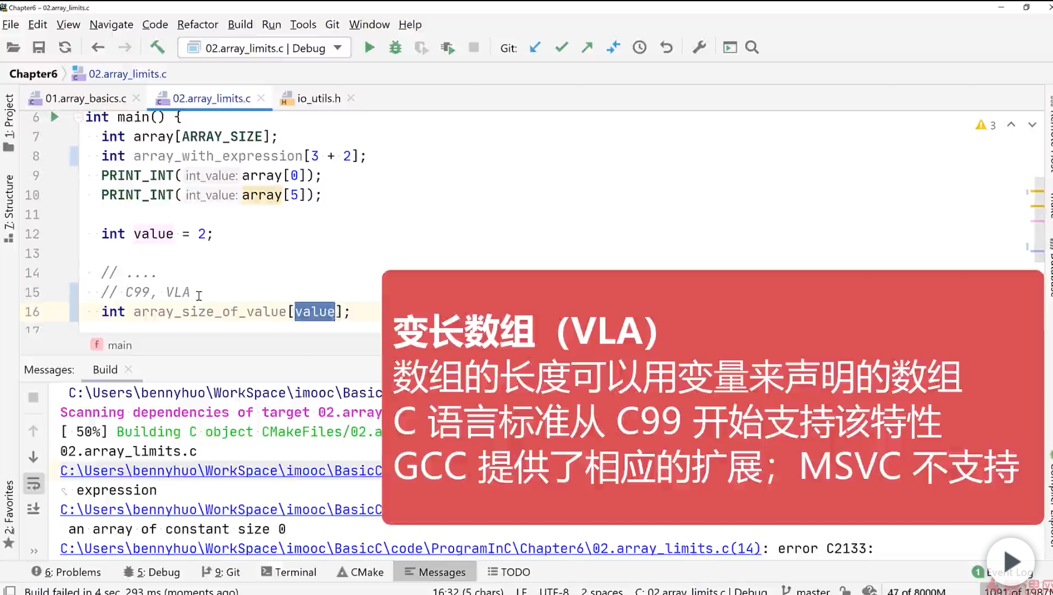 Chapter6 – 02.array_limits.c
File Edit View Navigate Code Refactor Build Run Tools Git Window Help
02.array_limits.c | Debug Git:
Chapter6 02.array_limits.c
01.array_basics.c 02.array_limits.c io_utils.h
1: Project
7: Structure
2: Favorites
6 int main() {
7 int array[ARRAY_SIZE];
8 int array_with_expression[3 + 2];
9 PRINT_INT( int_value: array[0]);
10 PRINT_INT( int_value: array[5]);
11
12 int value = 2;
13
14 // ....
15 // C99, VLA
16 int array_size_of_value[value];
17
3
main
变长数组（VLA）
数组的长度可以用变量来声明的数组
C 语言标准从 C99 开始支持该特性
GCC 提供了相应的扩展；MSVC 不支持
Messages: Build
C:\Users\bennyhuo\WorkSpace\imooc\Basic
Scanning dependencies of target 02.array
[ 50%] Building C object CMakeFiles/02.a
02.array_limits.c
C:\Users\bennyhuo\WorkSpace\imooc\BasicC
expression
C:\Users\bennyhuo\WorkSpace\imooc\BasicC
an array of constant size 0
C:\Users\bennyhuo\WorkSpace\imooc\BasicC\code\ProgramInC\Chapter6\02.array_limits.c(14): error C2133:
6: Problems 5: Debug 9: Git Terminal CMake Messages TODO 1 Event Log
Build failed in 4 sec, 293 ms (moments ago) 16:32 (5 chars) LF UTF-8 2 spaces C: 02.array_limits.c | Debug master 47 of 8000M 1091 of 1987M